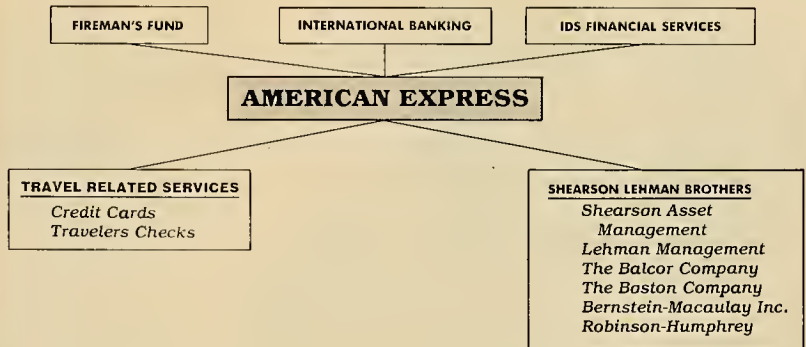 FIREMAN'S FUND
INTERNATIONAL BANKING
IDS FINANCIAL SERVICES
AMERICAN EXPRESS
TRAVEL RELATED SERVICES
Credit Cards
Travelers Checks
SHEARSON LEHMAN BROTHERS
Shearson Asset
Management
Lehman Management
The Balcor Company
The Boston Company
Bernstein-Macaulay Inc.
Robinson-Humphrey